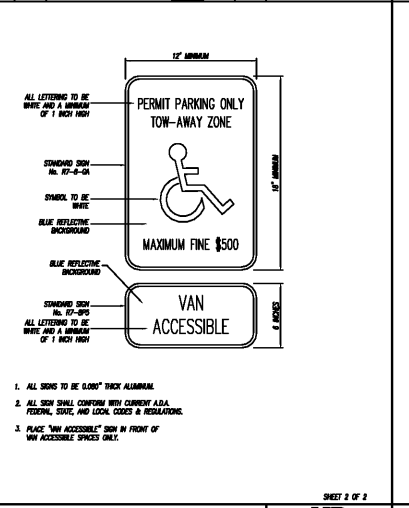 12" MINIMUM
ALL LETTERING TO BE
WHITE AND A MINIMUM
OF 1 INCH HIGH
PERMIT PARKING ONLY
TOW-AWAY ZONE
STANDARD SIGN
No. R7-8-GA
18" MINIMUM
SYMBOL TO BE
WHITE
BLUE REFLECTIVE
BACKGROUND
MAXIMUM FINE $500
BLUE REFLECTIVE
BACKGROUND
STANDARD SIGN
No. R7-8P5
ALL LETTERING TO BE
WHITE AND A MINIMUM
OF 1 INCH HIGH
VAN
ACCESSIBLE
6 INCHES
1. ALL SIGNS TO BE 0.080" THICK ALUMINUM.
2. ALL SIGN SHALL CONFORM WITH CURRENT A.D.A.
FEDERAL, STATE, AND LOCAL CODES & REGULATIONS.
3. PLACE "VAN ACCESSIBLE" SIGN IN FRONT OF
VAN ACCESSIBLE SPACES ONLY.
SHEET 2 OF 2